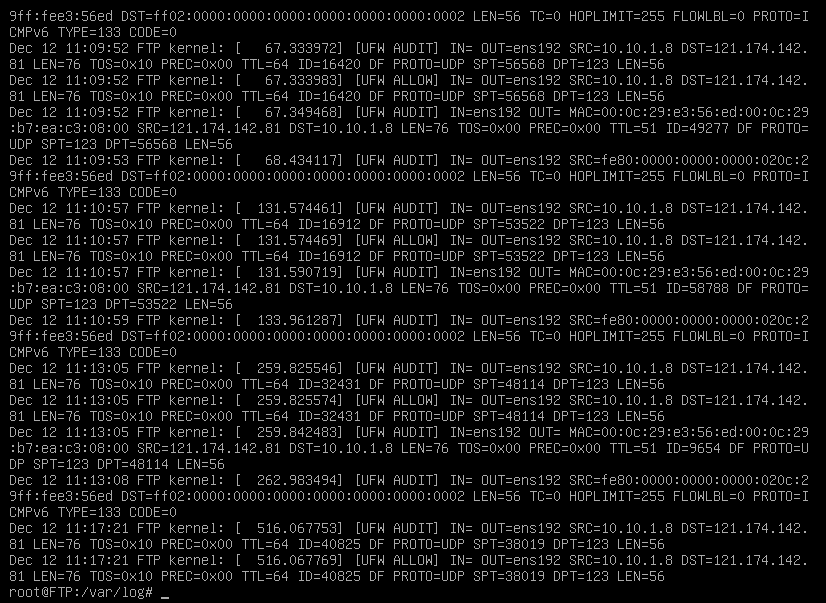 9ff:fee3:56ed DST=ff02:0000:0000:0000:0000:0000:0000:0002 LEN=56 TC=0 HOPLIMIT=255 FLOWLBL=0 PROTO=I
CMPv6 TYPE=133 CODE=0
Dec 12 11:09:52 FTP kernel: [   67.333972] [UFW AUDIT] IN= OUT=ens192 SRC=10.10.1.8 DST=121.174.142.
81 LEN=76 TOS=0x10 PREC=0x00 TTL=64 ID=16420 DF PROTO=UDP SPT=56568 DPT=123 LEN=56
Dec 12 11:09:52 FTP kernel: [   67.333983] [UFW ALLOW] IN= OUT=ens192 SRC=10.10.1.8 DST=121.174.142.
81 LEN=76 TOS=0x10 PREC=0x00 TTL=64 ID=16420 DF PROTO=UDP SPT=56568 DPT=123 LEN=56
Dec 12 11:09:52 FTP kernel: [   67.349468] [UFW AUDIT] IN=ens192 OUT= MAC=00:0c:29:e3:56:ed:00:0c:29
:b7:ea:c3:08:00 SRC=121.174.142.81 DST=10.10.1.8 LEN=76 TOS=0x00 PREC=0x00 TTL=51 ID=49277 DF PROTO=
UDP SPT=123 DPT=56568 LEN=56
Dec 12 11:09:53 FTP kernel: [   68.434117] [UFW AUDIT] IN= OUT=ens192 SRC=fe80:0000:0000:0000:020c:2
9ff:fee3:56ed DST=ff02:0000:0000:0000:0000:0000:0000:0002 LEN=56 TC=0 HOPLIMIT=255 FLOWLBL=0 PROTO=I
CMPv6 TYPE=133 CODE=0
Dec 12 11:10:57 FTP kernel: [  131.574461] [UFW AUDIT] IN= OUT=ens192 SRC=10.10.1.8 DST=121.174.142.
81 LEN=76 TOS=0x10 PREC=0x00 TTL=64 ID=16912 DF PROTO=UDP SPT=53522 DPT=123 LEN=56
Dec 12 11:10:57 FTP kernel: [  131.574469] [UFW ALLOW] IN= OUT=ens192 SRC=10.10.1.8 DST=121.174.142.
81 LEN=76 TOS=0x10 PREC=0x00 TTL=64 ID=16912 DF PROTO=UDP SPT=53522 DPT=123 LEN=56
Dec 12 11:10:57 FTP kernel: [  131.590719] [UFW AUDIT] IN=ens192 OUT= MAC=00:0c:29:e3:56:ed:00:0c:29
:b7:ea:c3:08:00 SRC=121.174.142.81 DST=10.10.1.8 LEN=76 TOS=0x00 PREC=0x00 TTL=51 ID=58788 DF PROTO=
UDP SPT=123 DPT=53522 LEN=56
Dec 12 11:10:59 FTP kernel: [  133.961287] [UFW AUDIT] IN= OUT=ens192 SRC=fe80:0000:0000:0000:020c:2
9ff:fee3:56ed DST=ff02:0000:0000:0000:0000:0000:0000:0002 LEN=56 TC=0 HOPLIMIT=255 FLOWLBL=0 PROTO=I
CMPv6 TYPE=133 CODE=0
Dec 12 11:13:05 FTP kernel: [  259.825546] [UFW AUDIT] IN= OUT=ens192 SRC=10.10.1.8 DST=121.174.142.
81 LEN=76 TOS=0x10 PREC=0x00 TTL=64 ID=32431 DF PROTO=UDP SPT=48114 DPT=123 LEN=56
Dec 12 11:13:05 FTP kernel: [  259.825574] [UFW ALLOW] IN= OUT=ens192 SRC=10.10.1.8 DST=121.174.142.
81 LEN=76 TOS=0x10 PREC=0x00 TTL=64 ID=32431 DF PROTO=UDP SPT=48114 DPT=123 LEN=56
Dec 12 11:13:05 FTP kernel: [  259.842483] [UFW AUDIT] IN=ens192 OUT= MAC=00:0c:29:e3:56:ed:00:0c:29
:b7:ea:c3:08:00 SRC=121.174.142.81 DST=10.10.1.8 LEN=76 TOS=0x00 PREC=0x00 TTL=51 ID=9654 DF PROTO=U
DP SPT=123 DPT=48114 LEN=56
Dec 12 11:13:08 FTP kernel: [  262.983494] [UFW AUDIT] IN= OUT=ens192 SRC=fe80:0000:0000:0000:020c:2
9ff:fee3:56ed DST=ff02:0000:0000:0000:0000:0000:0000:0002 LEN=56 TC=0 HOPLIMIT=255 FLOWLBL=0 PROTO=I
CMPv6 TYPE=133 CODE=0
Dec 12 11:17:21 FTP kernel: [  516.067753] [UFW AUDIT] IN= OUT=ens192 SRC=10.10.1.8 DST=121.174.142.
81 LEN=76 TOS=0x10 PREC=0x00 TTL=64 ID=40825 DF PROTO=UDP SPT=38019 DPT=123 LEN=56
Dec 12 11:17:21 FTP kernel: [  516.067769] [UFW ALLOW] IN= OUT=ens192 SRC=10.10.1.8 DST=121.174.142.
81 LEN=76 TOS=0x10 PREC=0x00 TTL=64 ID=40825 DF PROTO=UDP SPT=38019 DPT=123 LEN=56
root@FTP:/var/log# _